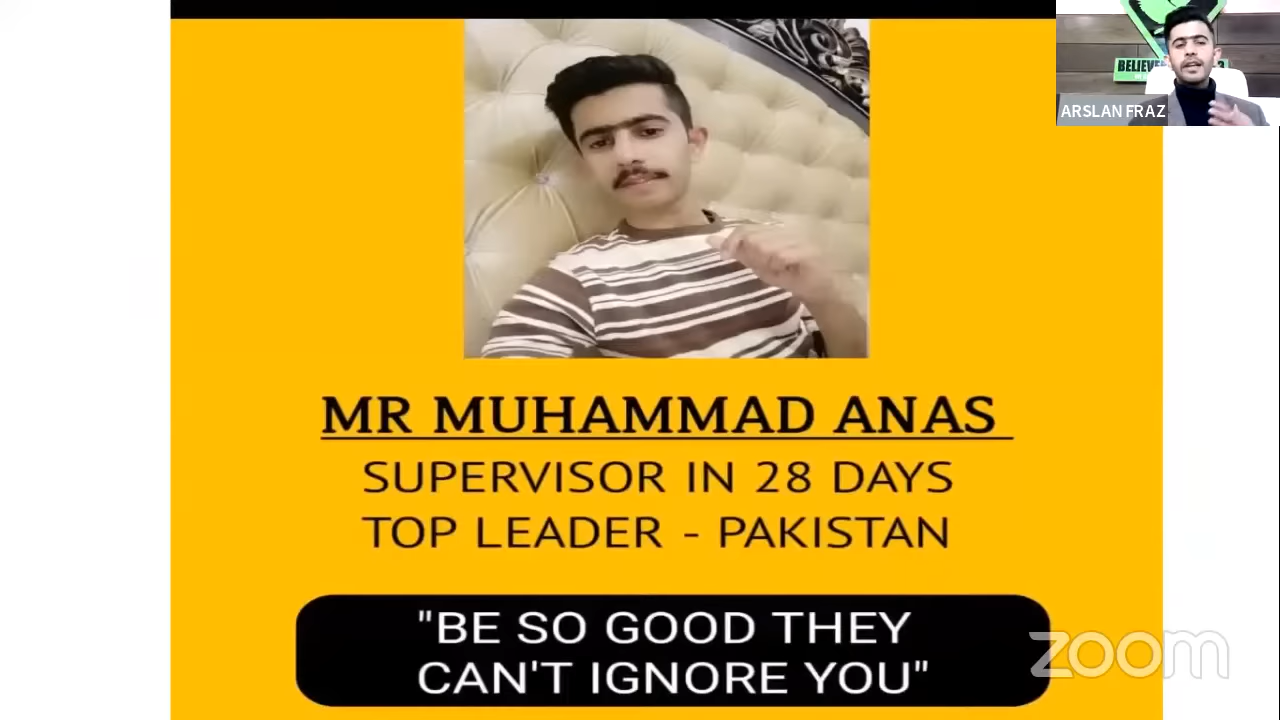 MR MUHAMMAD ANAS
SUPERVISOR IN 28 DAYS
TOP LEADER - PAKISTAN
"BE SO GOOD THEY
CAN'T IGNORE YOU"
ARSLAN FRAZ
zoom